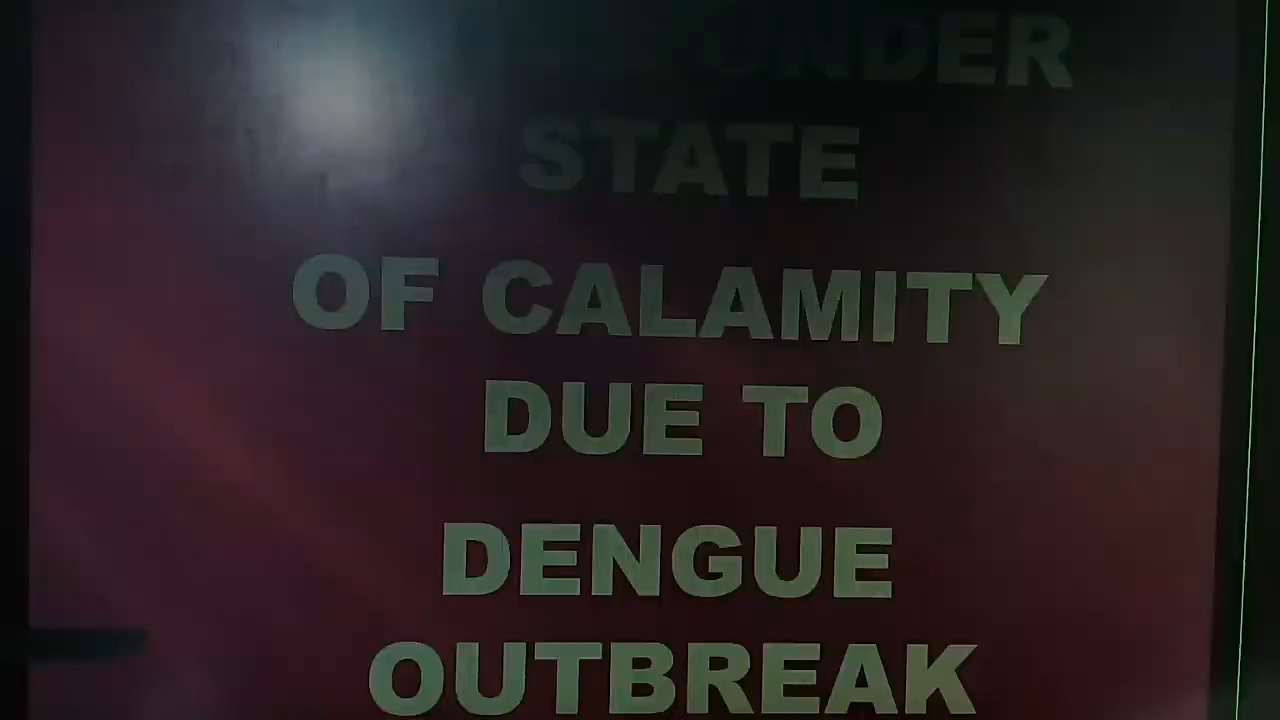 UNDER
STATE
OF CALAMITY
DUE TO
DENGUE
OUTBREAK